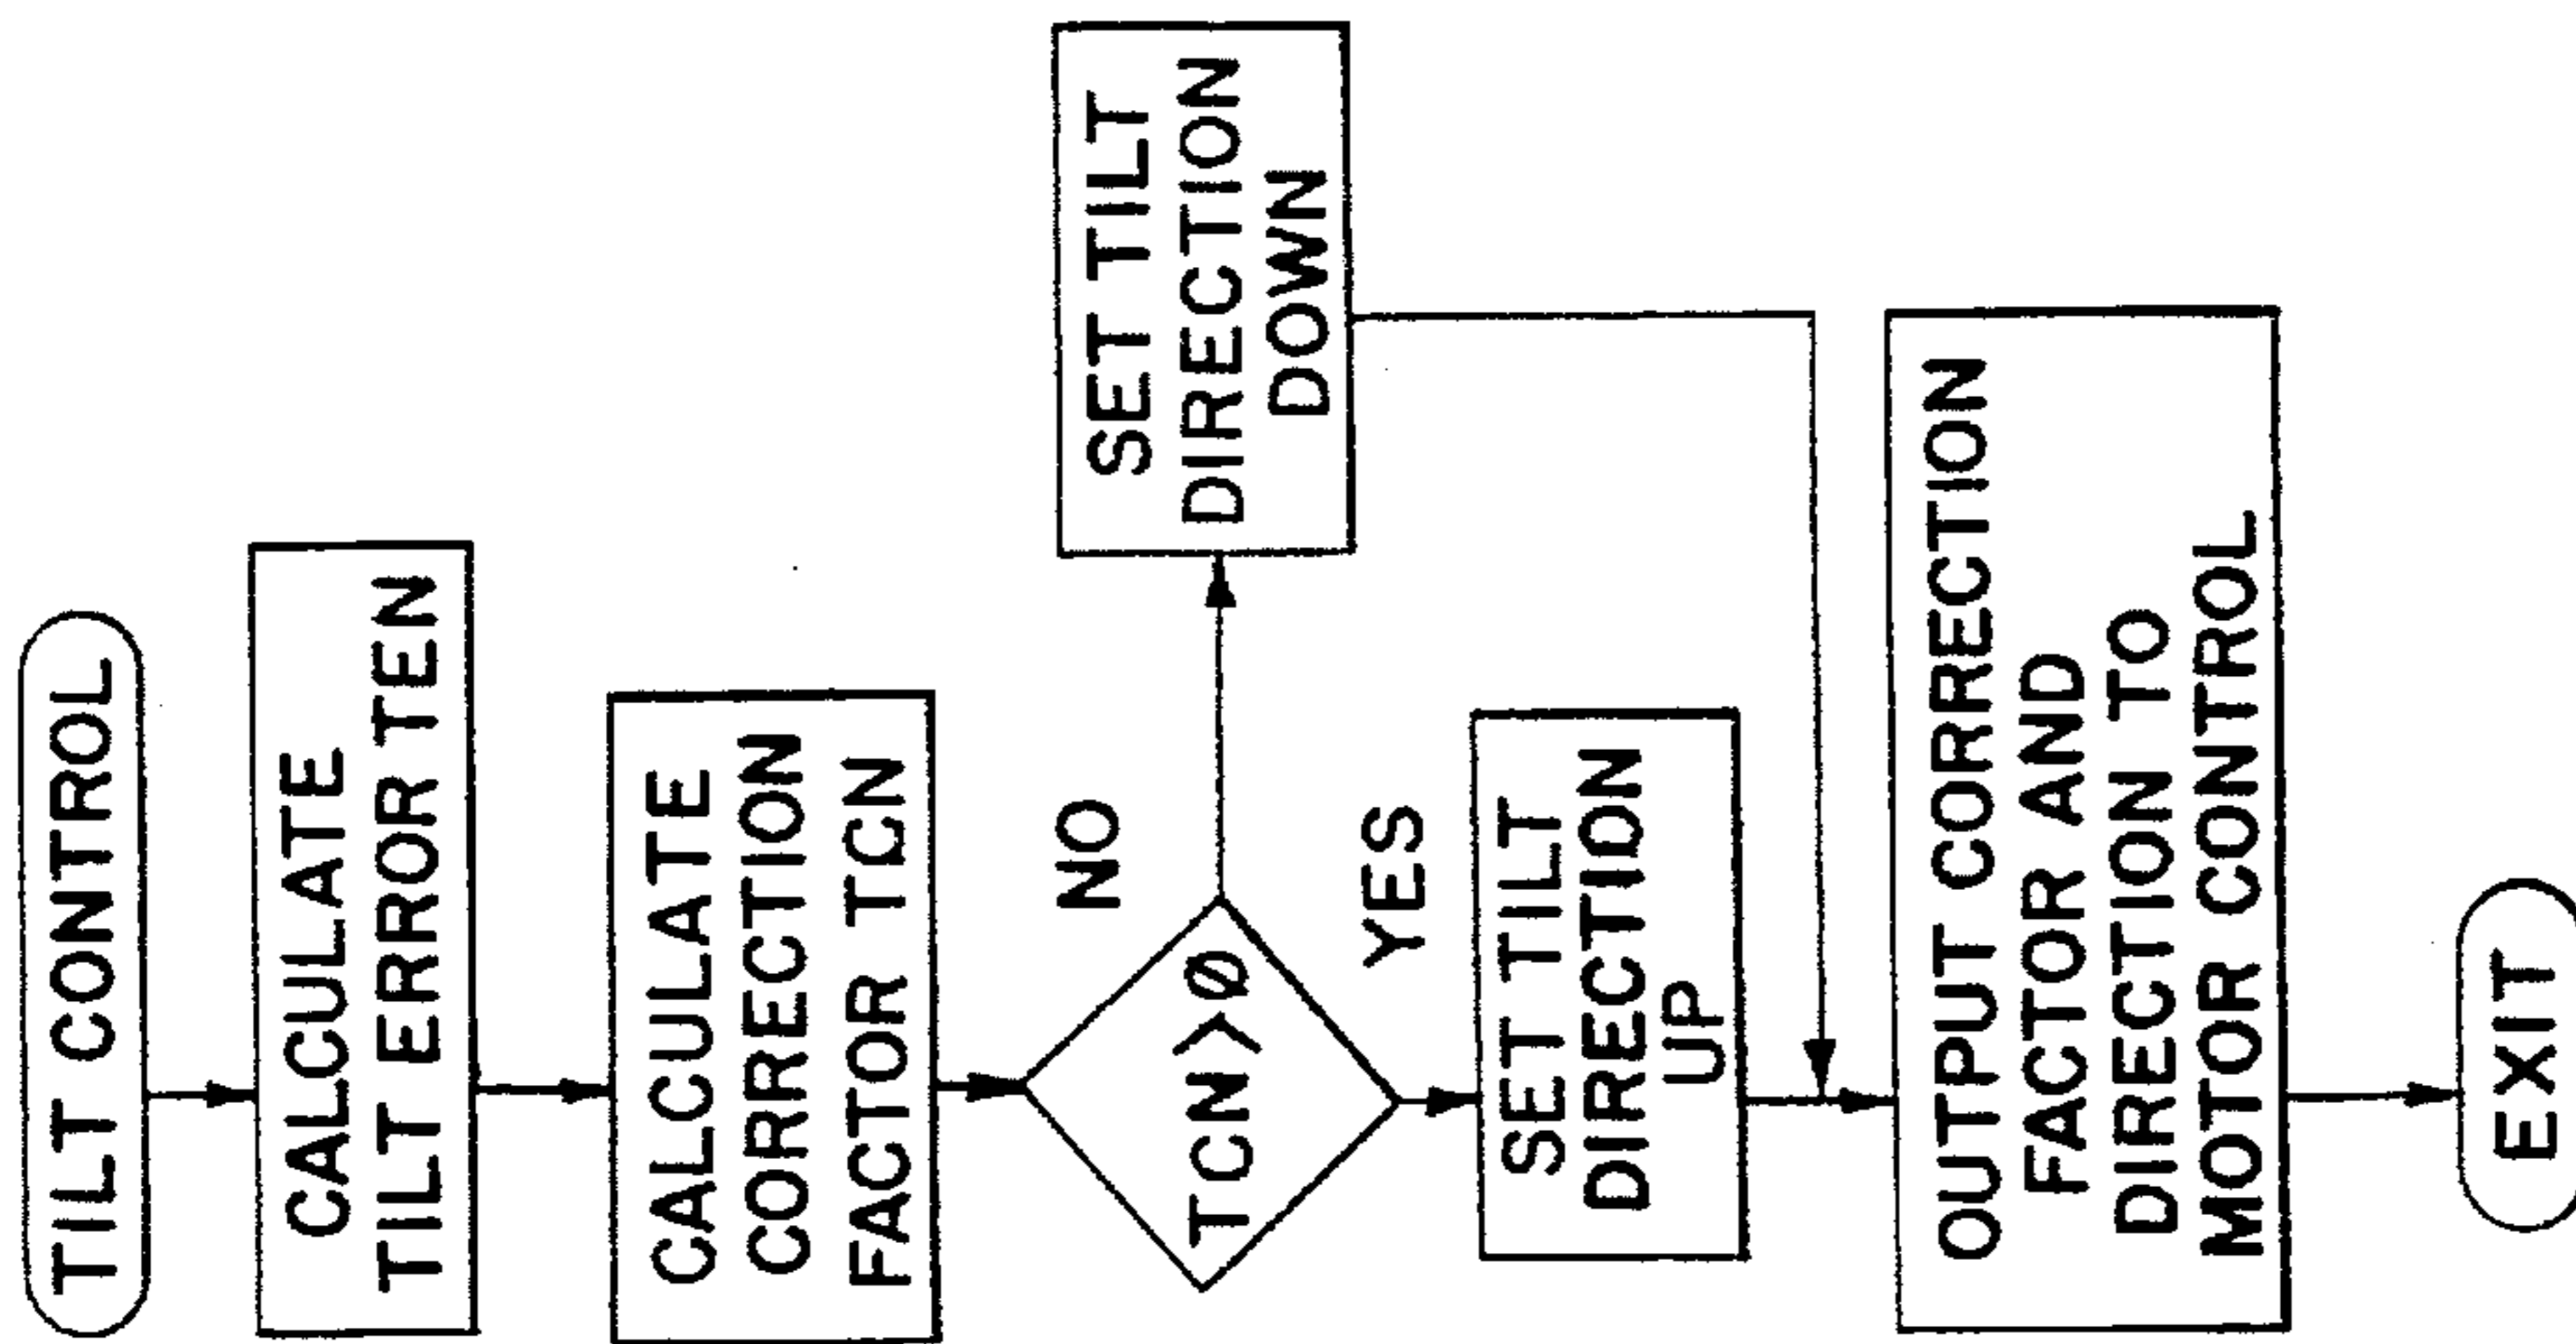 TILT CONTROL
CALCULATE
TILT ERROR TEN
CALCULATE
CORRECTION
FACTOR TCN
TCN>Ø
NO
SET TILT
DIRECTION
DOWN
YES
SET TILT
DIRECTION
UP
OUTPUT CORRECTION
FACTOR AND
DIRECTION TO
MOTOR CONTROL
EXIT